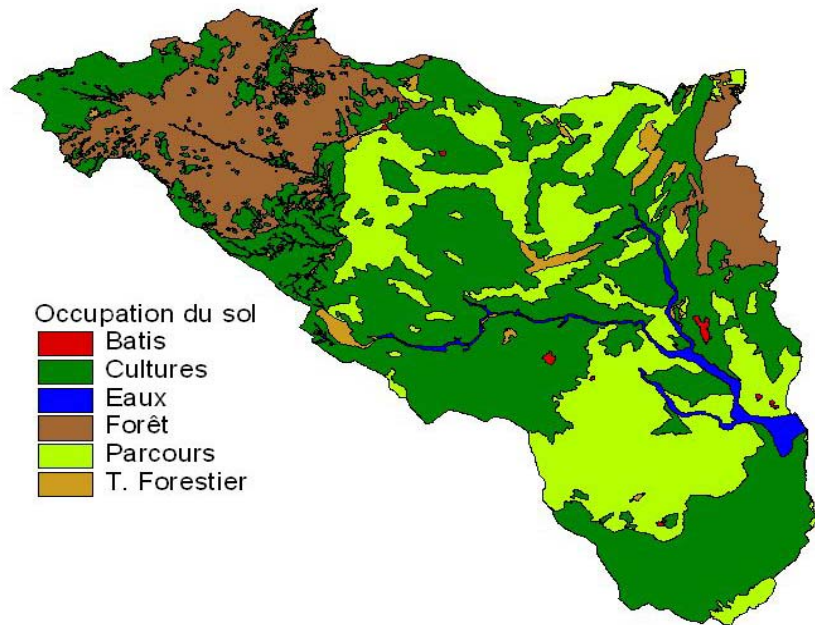 Occupation du sol
Batis
Cultures
Eaux
Forêt
Parcours
T. Forestier